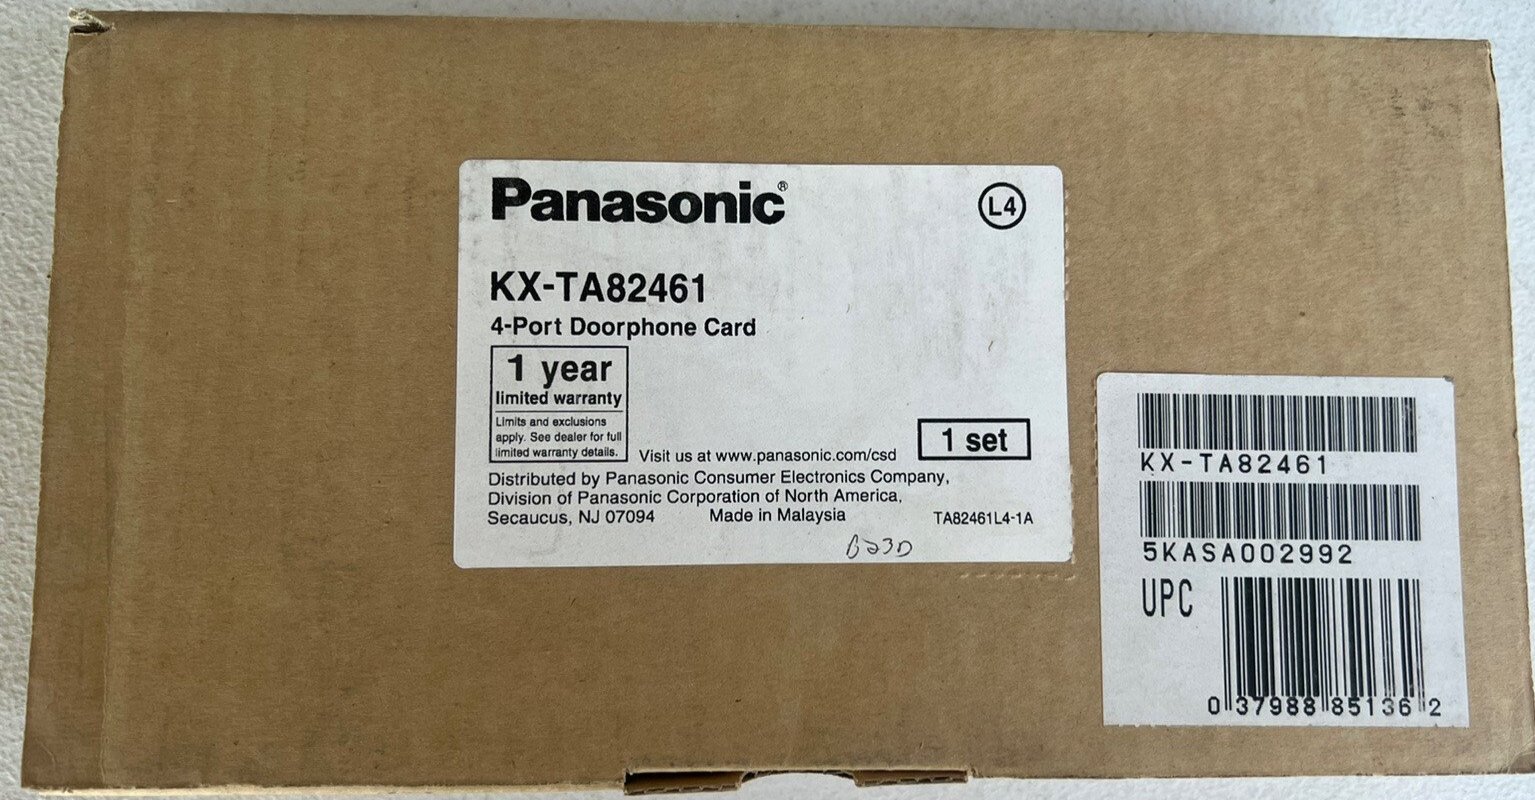 Panasonic®
L4
KX-TA82461
4-Port Doorphone Card
1 year
limited warranty
Limits and exclusions
apply. See dealer for full
limited warranty details.
Visit us at www.panasonic.com/csd
1 set
Distributed by Panasonic Consumer Electronics Company,
Division of Panasonic Corporation of North America,
Secaucus, NJ 07094 Made in Malaysia TA82461L4-1A
KX-TA82461
5KASA002992
UPC
0 37988 85136 2